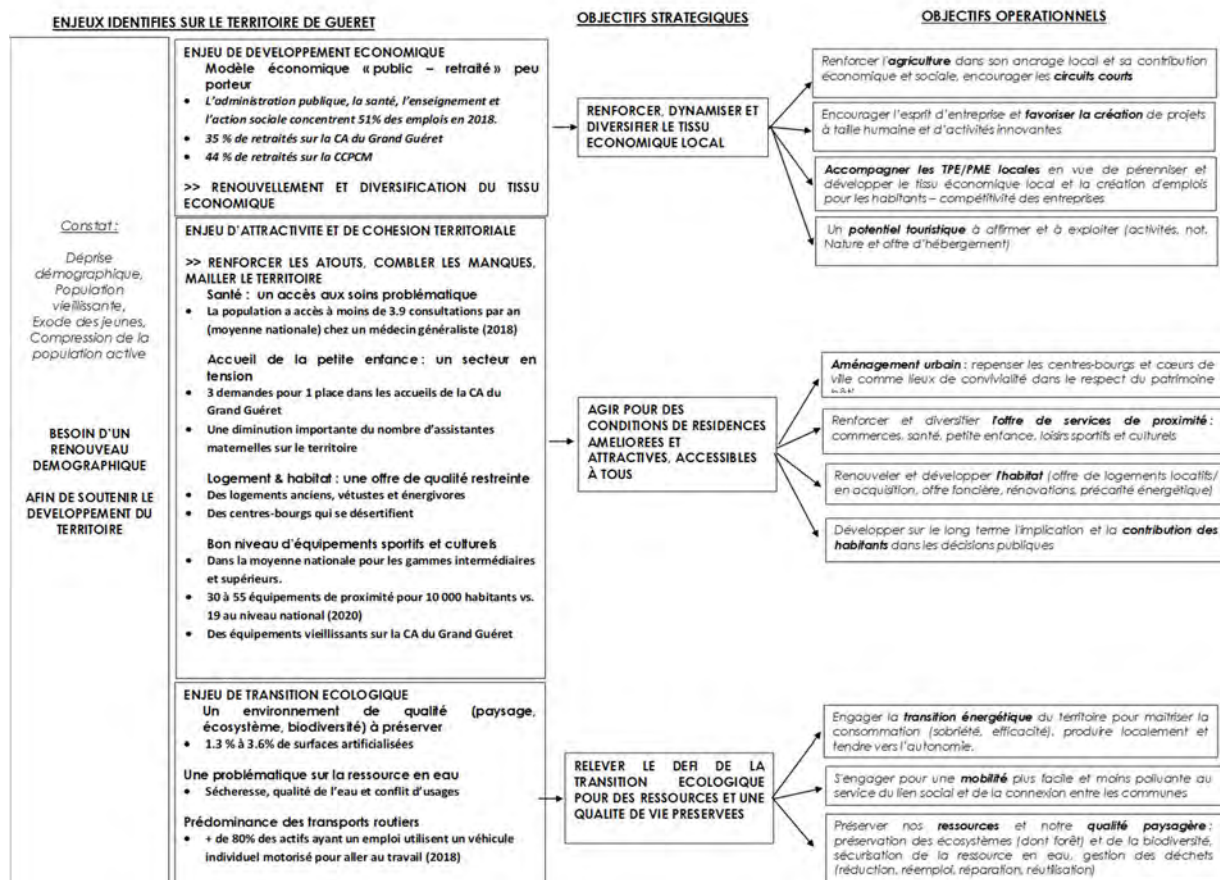 ENJEUX IDENTIFIES SUR LE TERRITOIRE DE GUERET
Constat :
Déprise
démographique,
Population
vieillissante,
Exode des jeunes,
Compression de la
population active
BESOIN D'UN
RENOUVEAU
DEMOGRAPHIQUE
AFIN DE SOUTENIR LE
DEVELOPPEMENT DU
TERRITOIRE
ENJEU DE DEVELOPPEMENT ECONOMIQUE
Modèle économique « public – retraité » peu
porteur
• L'administration publique, la santé, l'enseignement et
l'action sociale concentrent 51% des emplois en 2018.
• 35 % de retraités sur la CA du Grand Guéret
• 44 % de retraités sur la CCPCM
>> RENOUVELLEMENT ET DIVERSIFICATION DU TISSU
ECONOMIQUE
ENJEU D'ATTRACTIVITE ET DE COHESION TERRITORIALE
>> RENFORCER LES ATOUTS, COMBLER LES MANQUES,
MAILLER LE TERRITOIRE
Santé : un accès aux soins problématique
• La population a accès à moins de 3.9 consultations par an
(moyenne nationale) chez un médecin généraliste (2018)
Accueil de la petite enfance : un secteur en
tension
• 3 demandes pour 1 place dans les accueils de la CA du
Grand Guéret
• Une diminution importante du nombre d'assistantes
maternelles sur le territoire
Logement & habitat : une offre de qualité restreinte
• Des logements anciens, vétustes et énergivores
• Des centres-bourgs qui se désertifient
Bon niveau d'équipements sportifs et culturels
• Dans la moyenne nationale pour les gammes intermédiaires
et supérieurs.
• 30 à 55 équipements de proximité pour 10 000 habitants vs.
19 au niveau national (2020)
• Des équipements vieillissants sur la CA du Grand Guéret
ENJEU DE TRANSITION ECOLOGIQUE
Un environnement de qualité (paysage,
écosystème, biodiversité) à préserver
• 1.3 % à 3.6% de surfaces artificialisées
Une problématique sur la ressource en eau
• Sécheresse, qualité de l'eau et conflit d'usages
Prédominance des transports routiers
• + de 80% des actifs ayant un emploi utilisent un véhicule
individuel motorisé pour aller au travail (2018)
OBJECTIFS STRATEGIQUES
RENFORCER, DYNAMISER ET
DIVERSIFIER LE TISSU
ECONOMIQUE LOCAL
AGIR POUR DES
CONDITIONS DE RESIDENCES
AMELIOREES ET
ATTRACTIVES, ACCESSIBLES
À TOUS
RELEVER LE DEFI DE LA
TRANSITION ECOLOGIQUE
POUR DES RESSOURCES ET UNE
QUALITE DE VIE PRESERVEES
OBJECTIFS OPERATIONNELS
Renforcer l'agriculture dans son ancrage local et sa contribution
économique et sociale, encourager les circuits courts
Encourager l'esprit d'entreprise et favoriser la création de projets
à taille humaine et d'activités innovantes
Accompagner les TPE/PME locales en vue de pérenniser et
développer le tissu économique local et la création d'emplois
pour les habitants – compétitivité des entreprises
Un potentiel touristique à affirmer et à exploiter (activités, not.
Nature et offre d'hébergement)
Aménagement urbain : repenser les centres-bourgs et cœurs de
ville comme lieux de convivialité dans le respect du patrimoine
Renforcer et diversifier l'offre de services de proximité :
commerces, santé, petite enfance, loisirs sportifs et culturels
Renouveler et développer l'habitat (offre de logements locatifs/
en acquisition, offre foncière, rénovations, précarité énergétique)
Développer sur le long terme l'implication et la contribution des
habitants dans les décisions publiques
Engager la transition énergétique du territoire pour maîtriser la
consommation (sobriété, efficacité), produire localement et
tendre vers l'autonomie.
S'engager pour une mobilité plus facile et moins polluante au
service du lien social et de la connexion entre les communes
Préserver nos ressources et notre qualité paysagère :
préservation des écosystèmes (dont forêt) et de la biodiversité,
sécurisation de la ressource en eau, gestion des déchets
(réduction, réemploi, réparation, réutilisation)